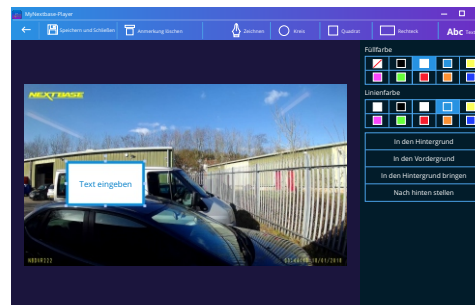 MyNextbase-Player
Speichern und Schließen
Anmerkung löschen
Zeichnen
Kreis
Quadrat
Rechteck
Abc Text
Füllfarbe
Linienfarbe
NEXTBASE
Text eingeben
In den Hintergrund
In den Vordergrund
In den Hintergrund bringen
Nach hinten stellen